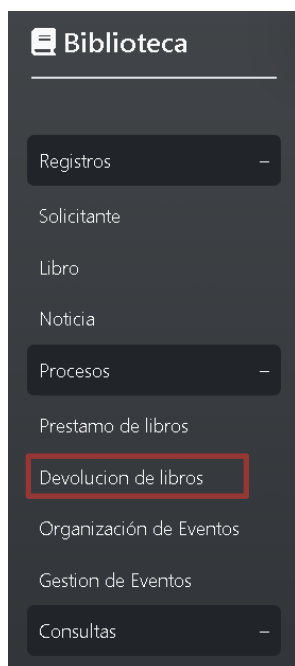 Biblioteca
Registros
Solicitante
Libro
Noticia
Procesos
Prestamo de libros
Devolucion de libros
Organización de Eventos
Gestion de Eventos
Consultas